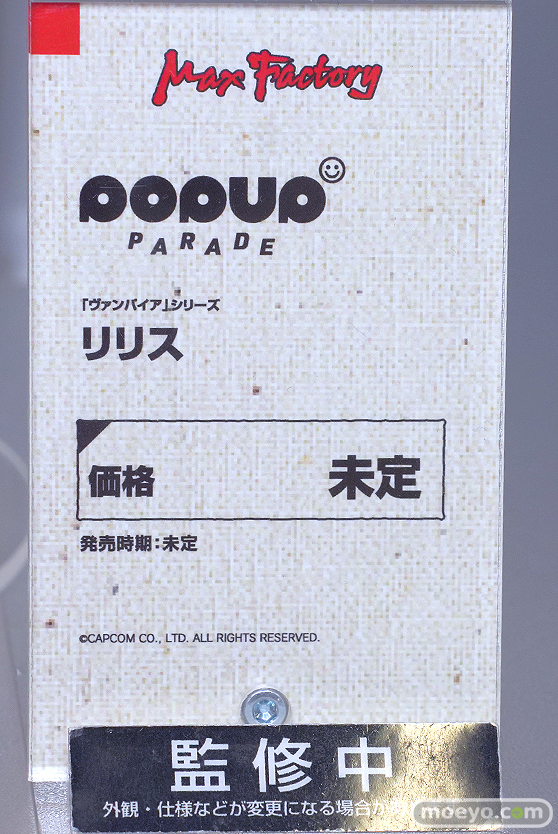 Max Factory
POPUP
PARADE
「ヴァンパイア」シリーズ
リリス
価格 未定
発売時期：未定
©CAPCOM CO., LTD. ALL RIGHTS RESERVED.
監修中
外観・仕様などが変更になる場合が
moeyo.com